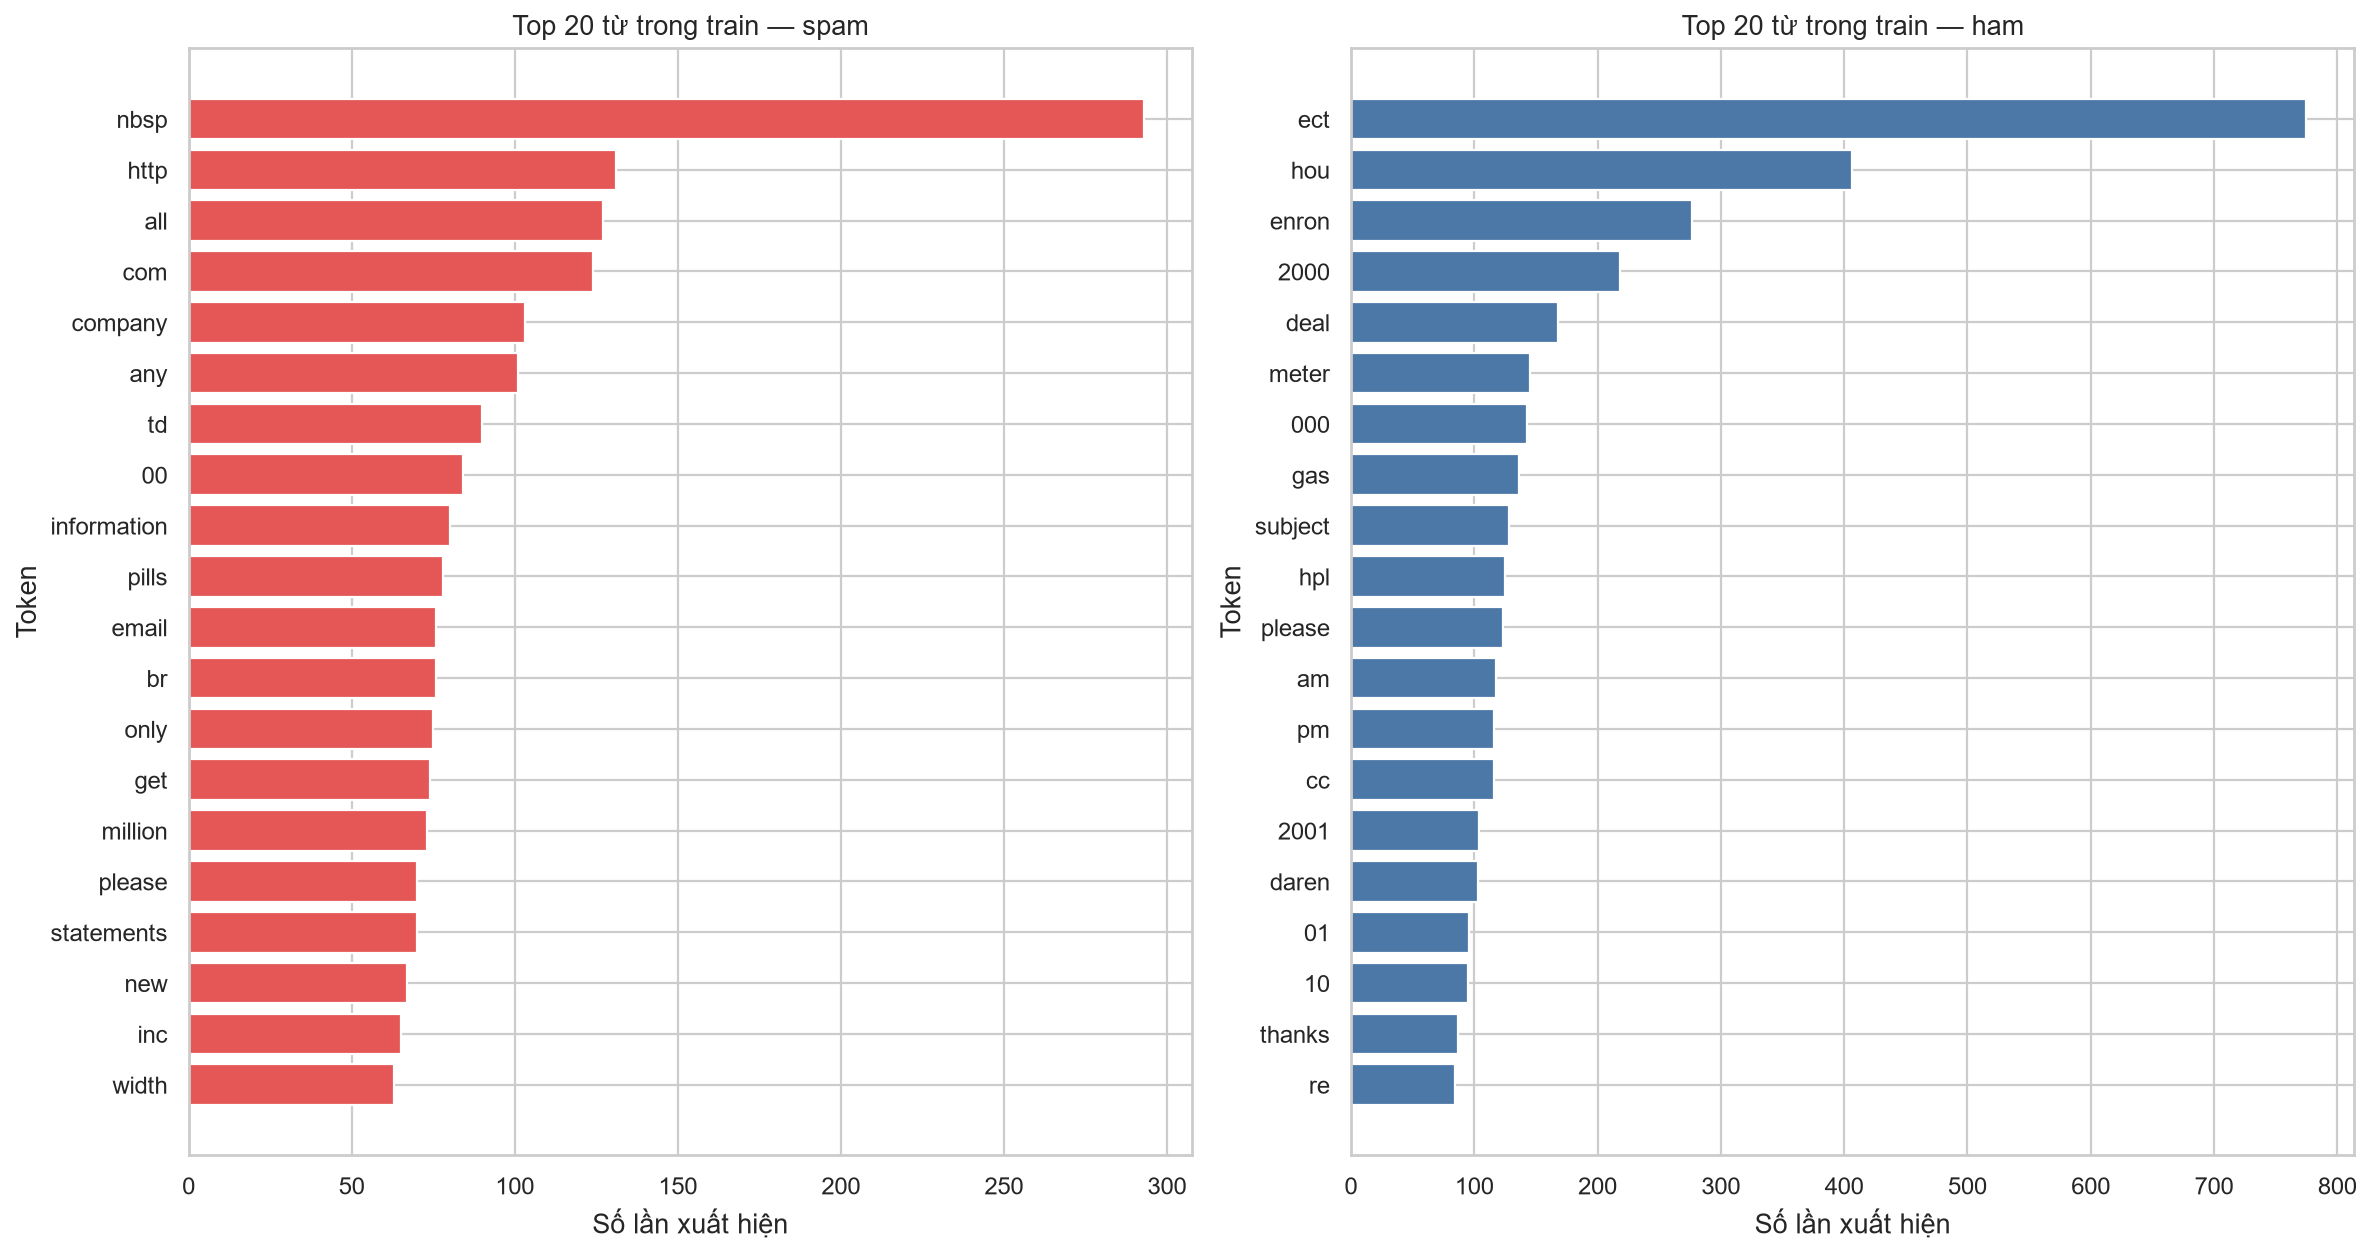 Top 20 từ trong train — spam
Token
nbsp
http
all
com
company
any
td
00
information
pills
email
br
only
get
million
please
statements
new
inc
width
0 50 100 150 200 250 300
Số lần xuất hiện
Top 20 từ trong train — ham
Token
ect
hou
enron
2000
deal
meter
000
gas
subject
hpl
please
am
pm
cc
2001
daren
01
10
thanks
re
0 100 200 300 400 500 600 700 800
Số lần xuất hiện